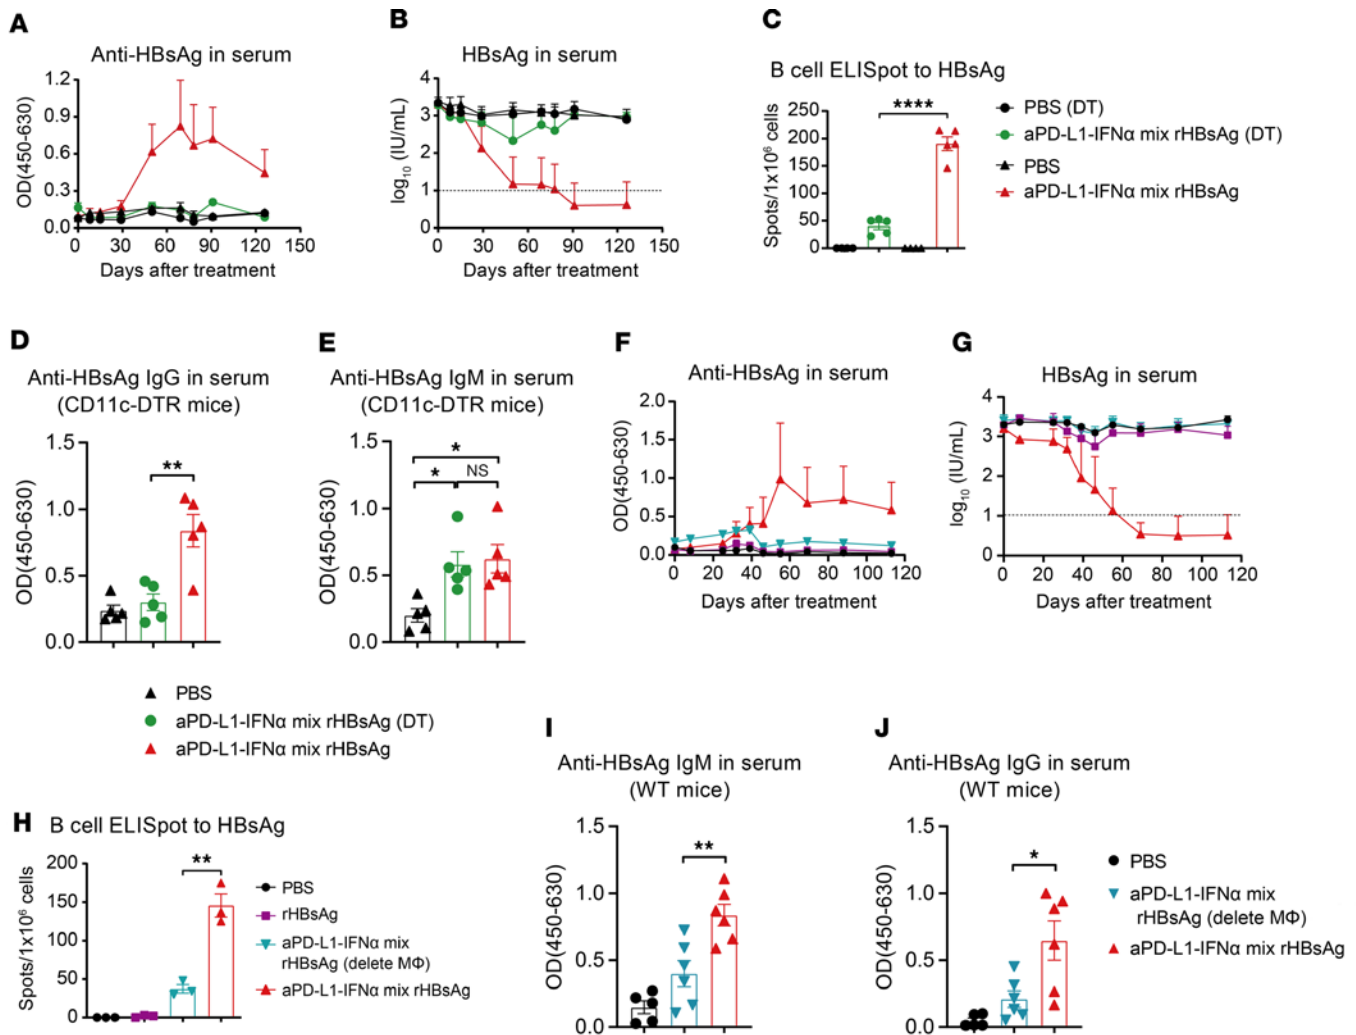 A
Anti-HBsAg in serum
OD(450-630)
1.2
0.9
0.6
0.3
0.0
0 30 60 90 120 150
Days after treatment
B
HBsAg in serum
log10 (IU/mL)
4
3
2
1
0
0 30 60 90 120 150
Days after treatment
C
B cell ELISpot to HBsAg
Spots/1x10⁶ cells
250
200
150
100
50
0
****
PBS (DT)
aPD-L1-IFNα mix rHBsAg (DT)
PBS
aPD-L1-IFNα mix rHBsAg
D
Anti-HBsAg IgG in serum
(CD11c-DTR mice)
OD(450-630)
1.5
1.0
0.5
0.0
**
E
Anti-HBsAg IgM in serum
(CD11c-DTR mice)
OD(450-630)
1.5
1.0
0.5
0.0
*
* NS
PBS
aPD-L1-IFNα mix rHBsAg (DT)
aPD-L1-IFNα mix rHBsAg
F
Anti-HBsAg in serum
OD(450-630)
2.0
1.5
1.0
0.5
0.0
0 20 40 60 80 100 120
Days after treatment
G
HBsAg in serum
log10 (IU/mL)
4
3
2
1
0
0 20 40 60 80 100 120
Days after treatment
H
B cell ELISpot to HBsAg
Spots/1x10⁶ cells
200
150
100
50
0
**
PBS
rHBsAg
aPD-L1-IFNα mix
rHBsAg (delete MΦ)
aPD-L1-IFNα mix rHBsAg
I
Anti-HBsAg IgM in serum
(WT mice)
OD(450-630)
1.5
1.0
0.5
0.0
**
J
Anti-HBsAg IgG in serum
(WT mice)
OD(450-630)
1.5
1.0
0.5
0.0
*
PBS
aPD-L1-IFNα mix
rHBsAg (delete MΦ)
aPD-L1-IFNα mix rHBsAg